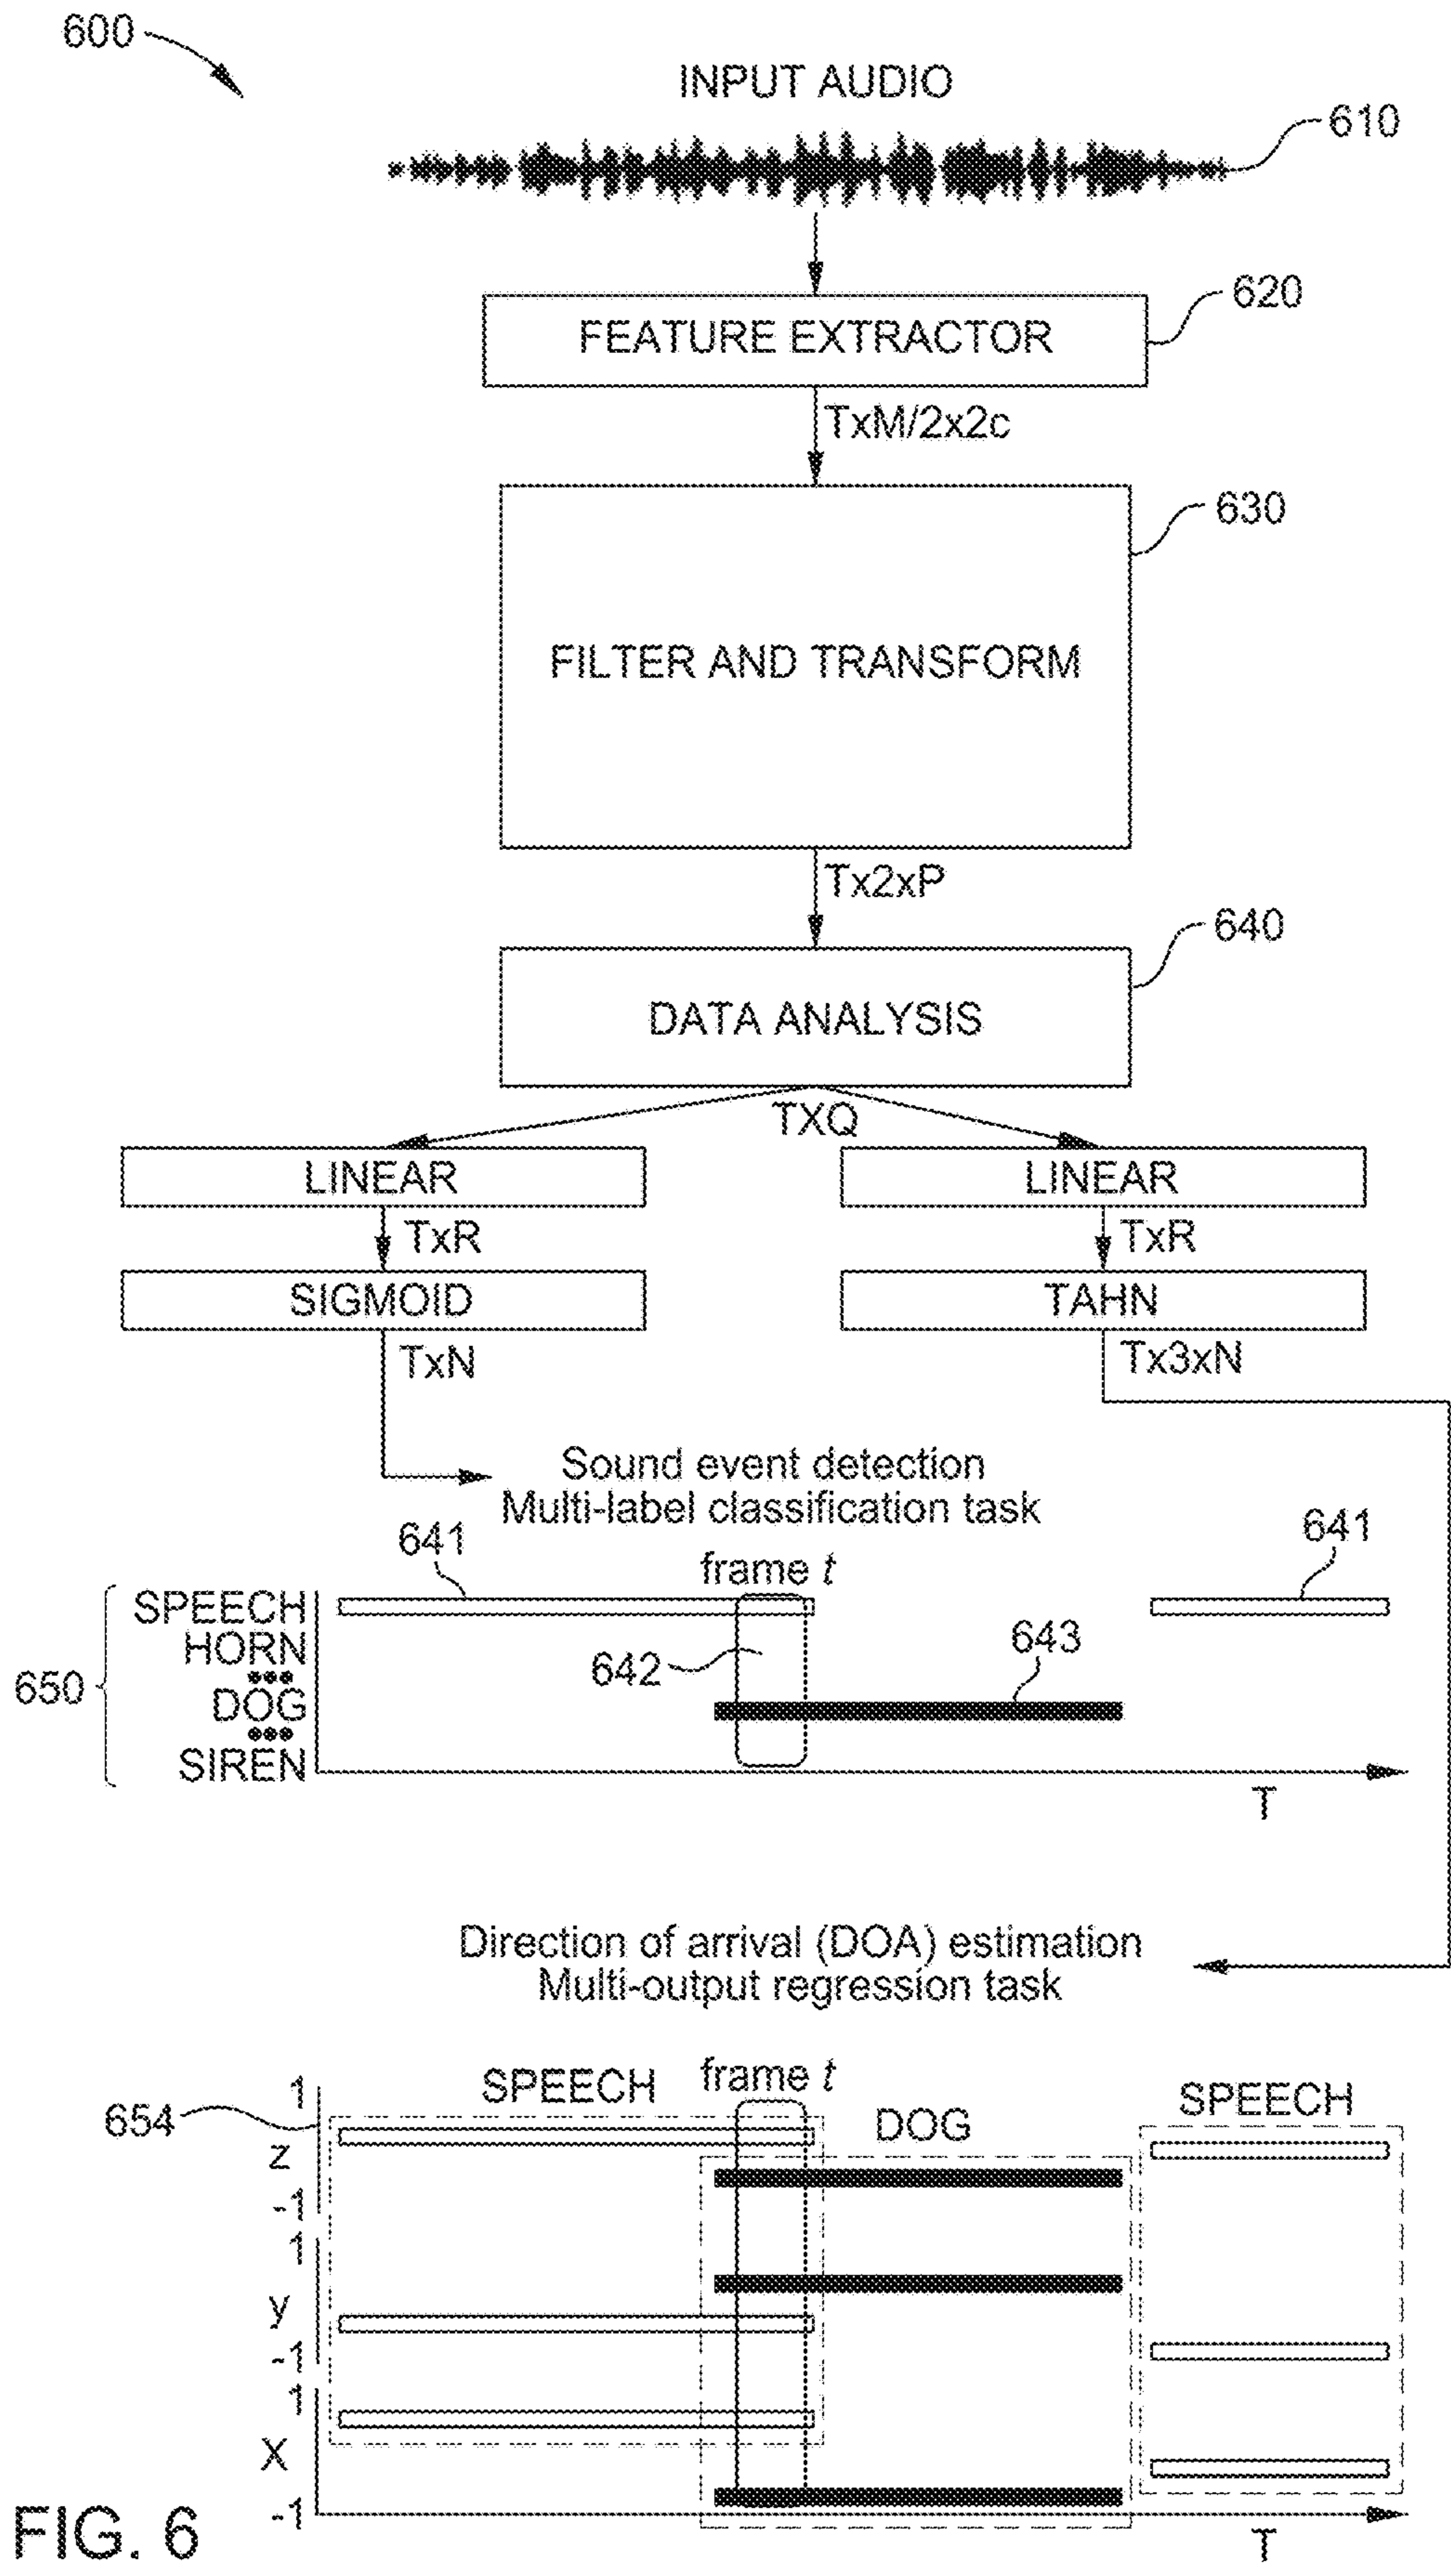 600
INPUT AUDIO
610
FEATURE EXTRACTOR
620
TxM/2x2c
630
FILTER AND TRANSFORM
Tx2xP
640
DATA ANALYSIS
TXQ
LINEAR
LINEAR
TxR
TxR
SIGMOID
TAHN
TxN
Tx3xN
Sound event detection
Multi-label classification task
641
641
frame t
650
SPEECH
HORN
DOG
SIREN
642
643
T
Direction of arrival (DOA) estimation
Multi-output regression task
SPEECH
frame t
DOG
SPEECH
654
1
z
-1
1
y
-1
1
X
-1
T
FIG. 6